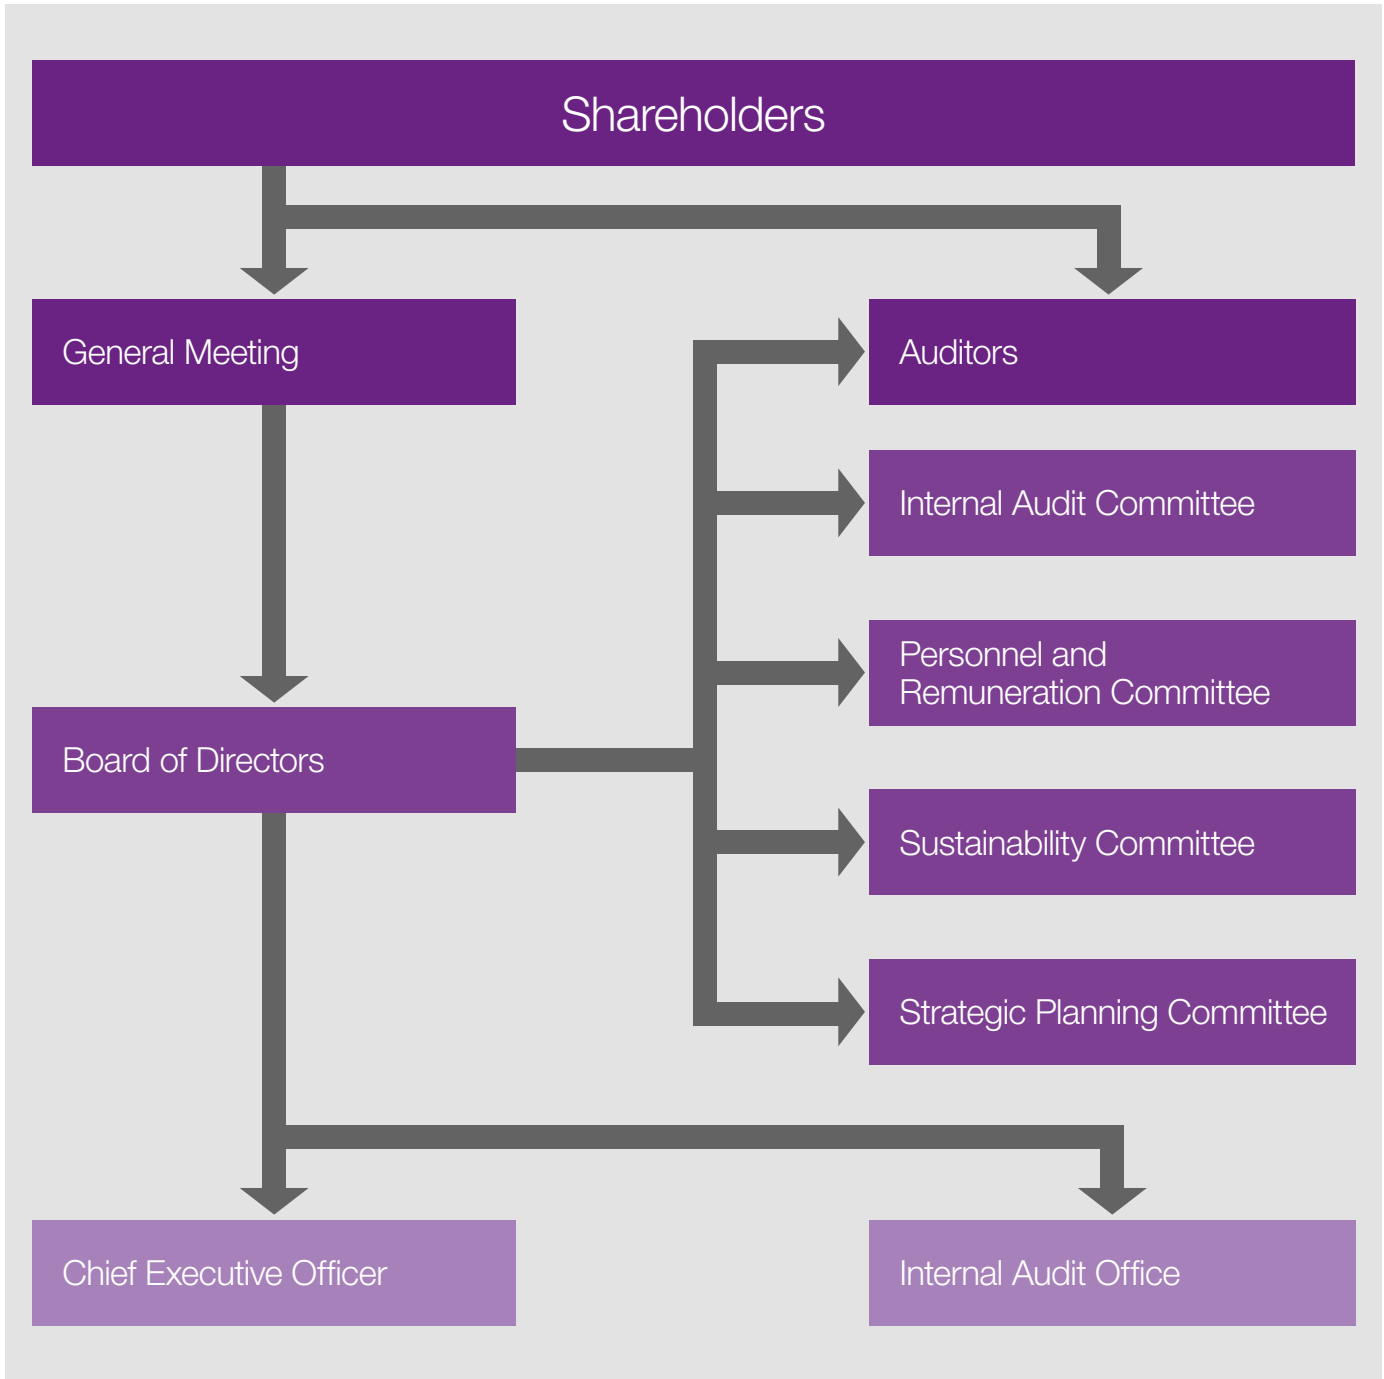 Shareholders
General Meeting
Auditors
Internal Audit Committee
Personnel and
Remuneration Committee
Board of Directors
Sustainability Committee
Strategic Planning Committee
Chief Executive Officer
Internal Audit Office